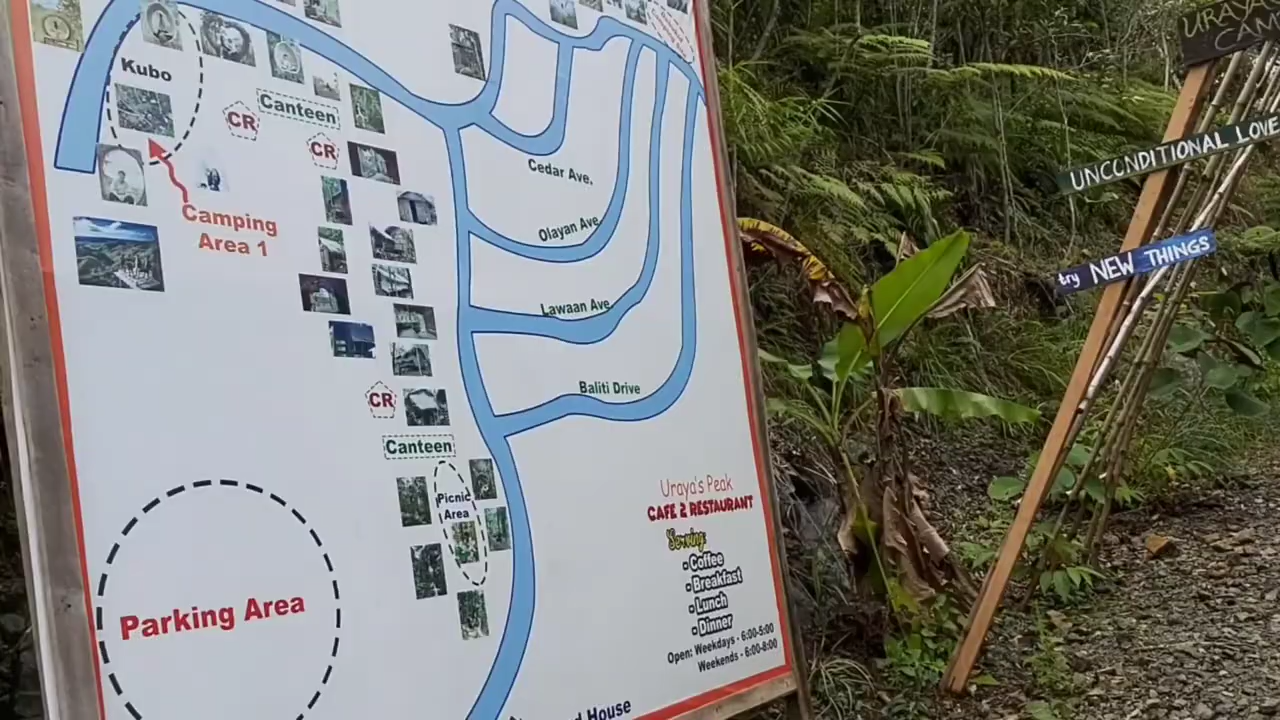 Kubo
Canteen
CR
CR
Camping
Area 1
Cedar Ave.
Olayan Ave
Lawaan Ave
Baliti Drive
CR
Canteen
Picnic
Area
Parking Area
Uraya's Peak
CAFE 2 RESTAURANT
Serving:
- Coffee
- Breakfast
- Lunch
- Dinner
Open: Weekdays - 6:00-5:00
Weekends - 6:00-8:00
House
UNCONDITIONAL LOVE
try NEW THINGS